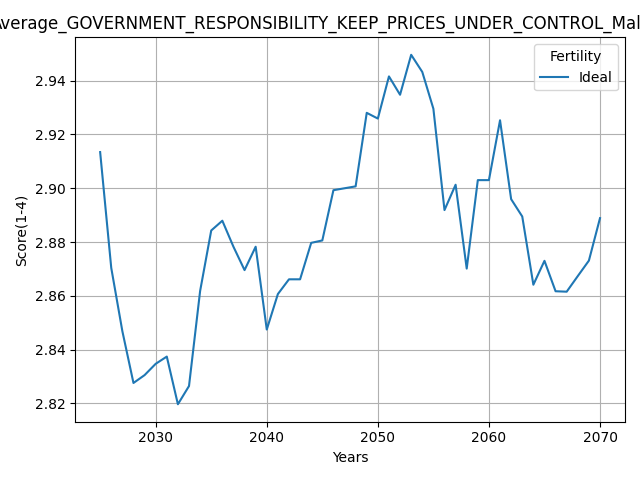 Average_GOVERNMENT_RESPONSIBILITY_KEEP_PRICES_UNDER_CONTROL_Mal
Fertility
Ideal
Score(1-4)
2.94
2.92
2.90
2.88
2.86
2.84
2.82
2030 2040 2050 2060 2070
Years